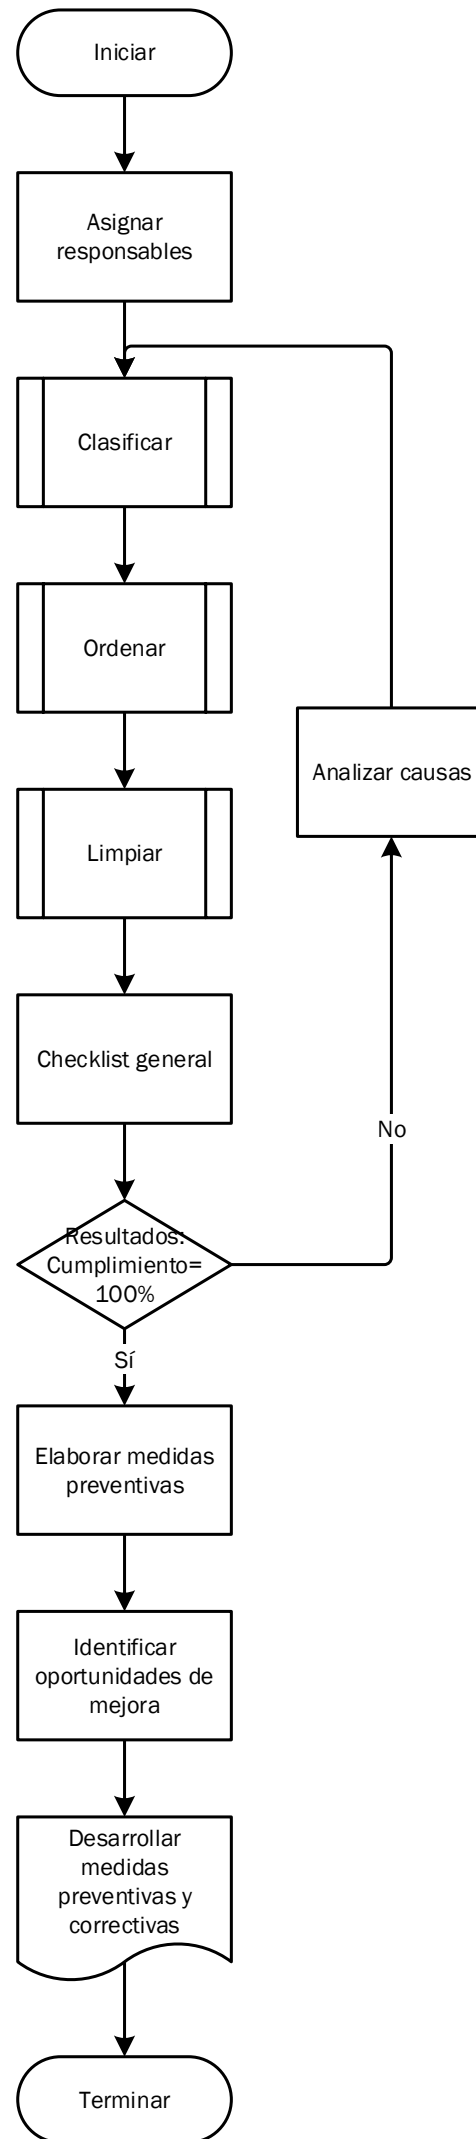 Iniciar
Asignar
responsables
Clasificar
Ordenar
Analizar causas
Limpiar
Checklist general
No
Resultados:
Cumplimiento=
100%
Sí
Elaborar medidas
preventivas
Identificar
oportunidades de
mejora
Desarrollar
medidas
preventivas y
correctivas
Terminar